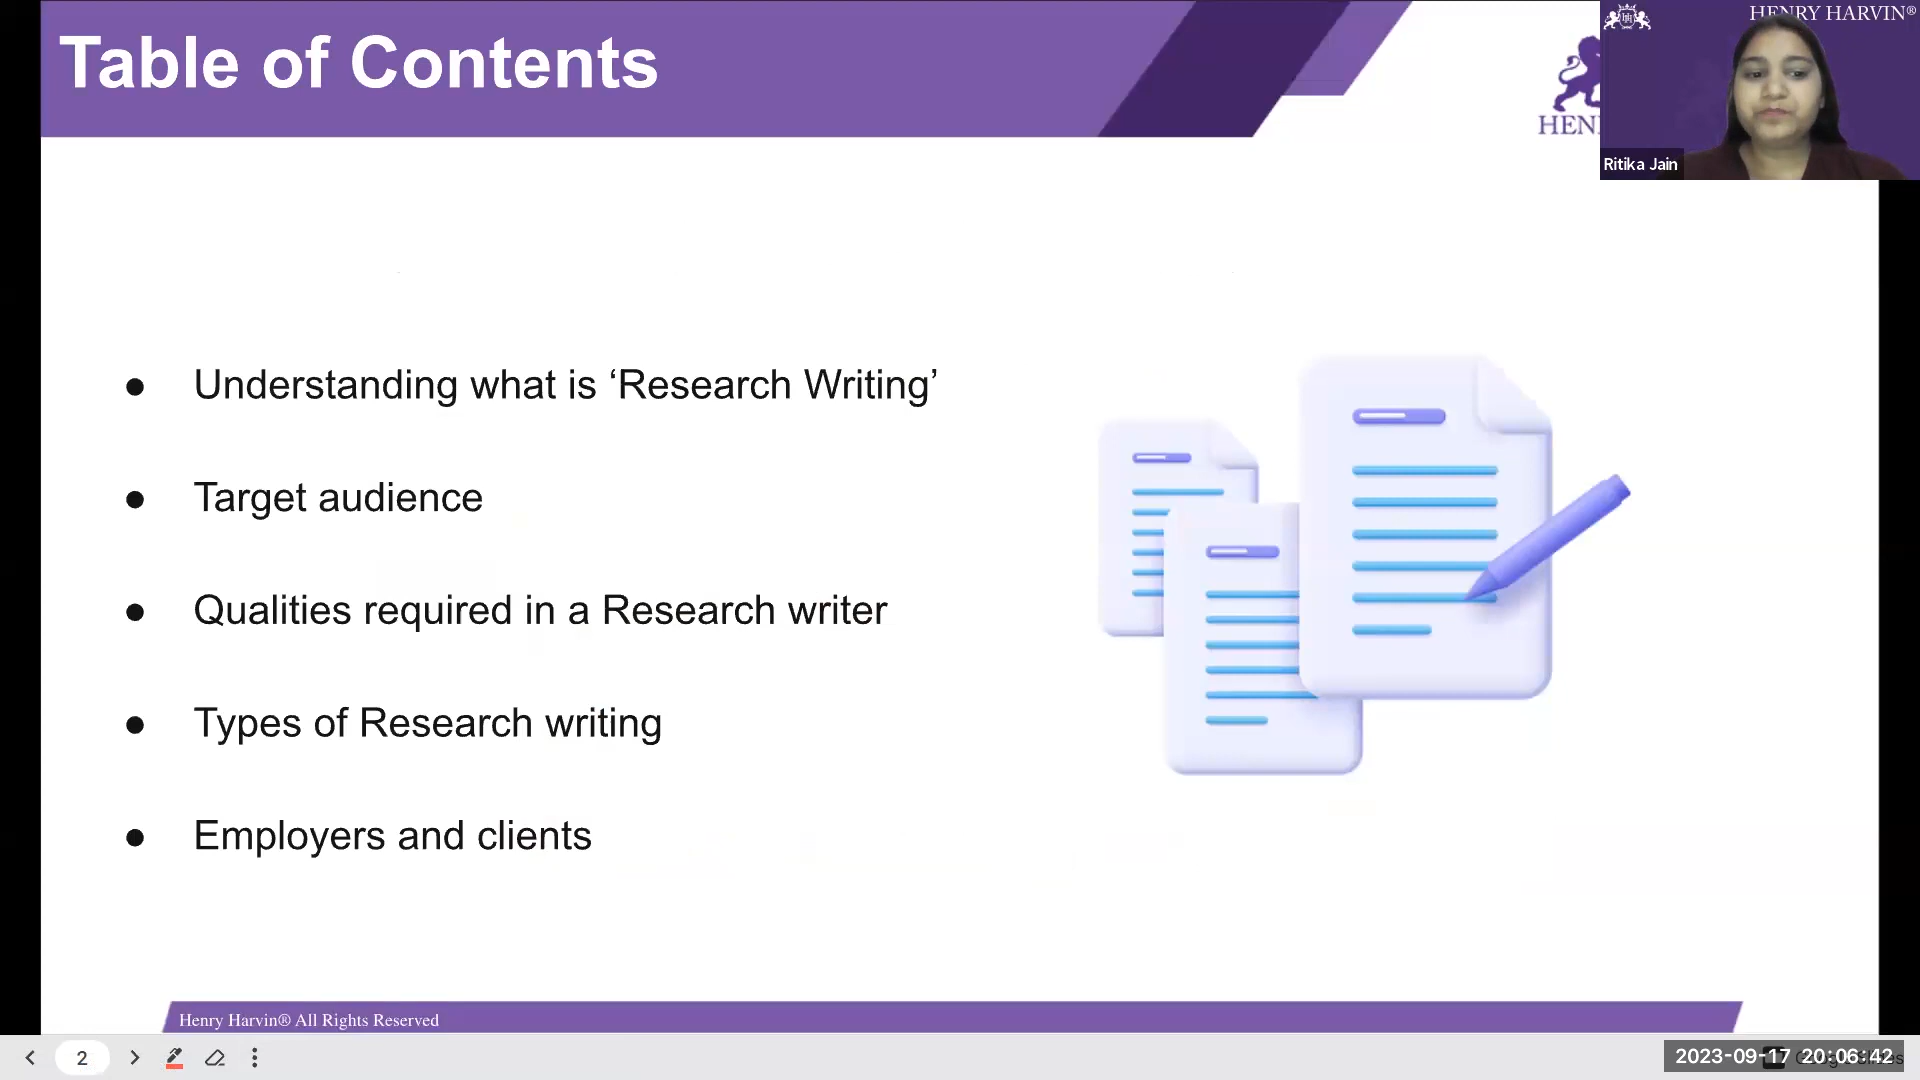 Table of Contents
HENRY HARVIN®
HEN
Ritika Jain
● Understanding what is ‘Research Writing’
● Target audience
● Qualities required in a Research writer
● Types of Research writing
● Employers and clients
Henry Harvin® All Rights Reserved
2
2023-09-17 20:06:42